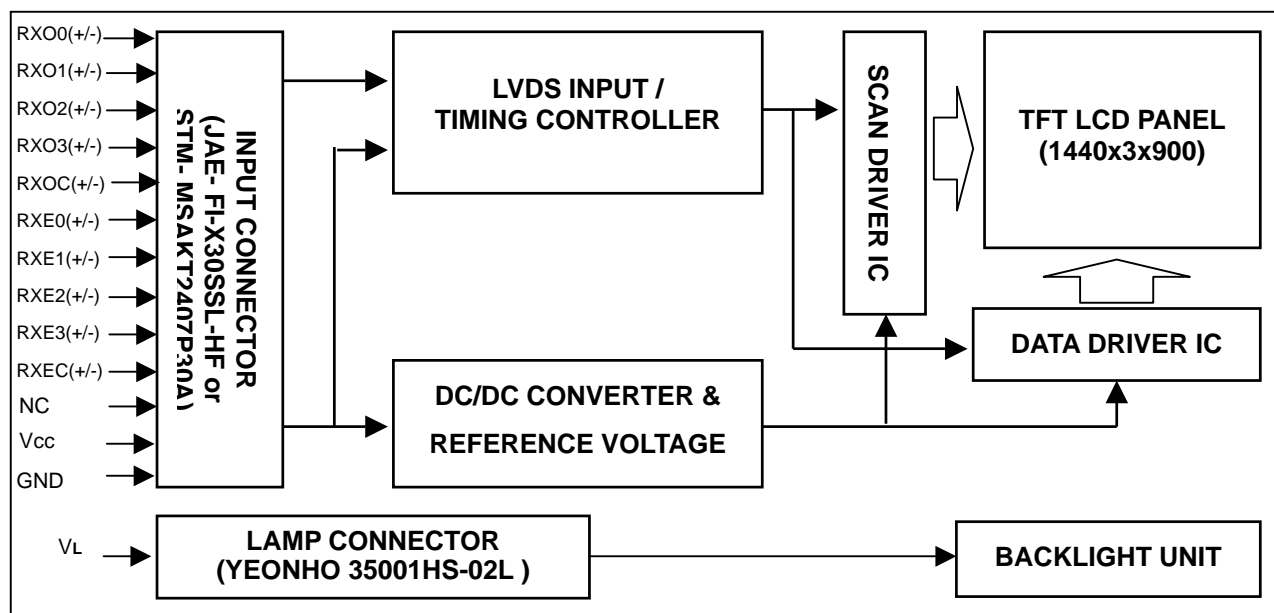 RXO0(+/-)
RXO1(+/-)
RXO2(+/-)
RXO3(+/-)
RXOC(+/-)
RXE0(+/-)
RXE1(+/-)
RXE2(+/-)
RXE3(+/-)
RXEC(+/-)
NC
Vcc
GND
VL
INPUT CONNECTOR
(JAE- FI-X30SSL-HF or
STM- MSAKT2407P30A)
LVDS INPUT /
TIMING CONTROLLER
DC/DC CONVERTER &
REFERENCE VOLTAGE
SCAN DRIVER IC
TFT LCD PANEL
(1440x3x900)
DATA DRIVER IC
LAMP CONNECTOR
(YEONHO 35001HS-02L )
BACKLIGHT UNIT